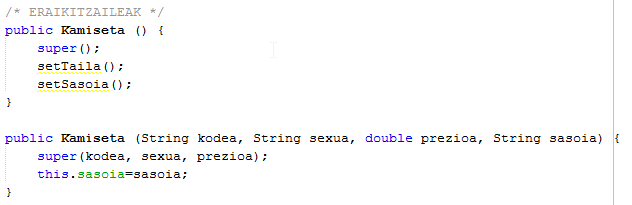 /* ERAIKITZAILEAK */
public Kamiseta () {
super();
setTaila();
setSasoia();
}
public Kamiseta (String kodea, String sexua, double prezioa, String sasoia) {
super(kodea, sexua, prezioa);
this.sasoia=sasoia;
}